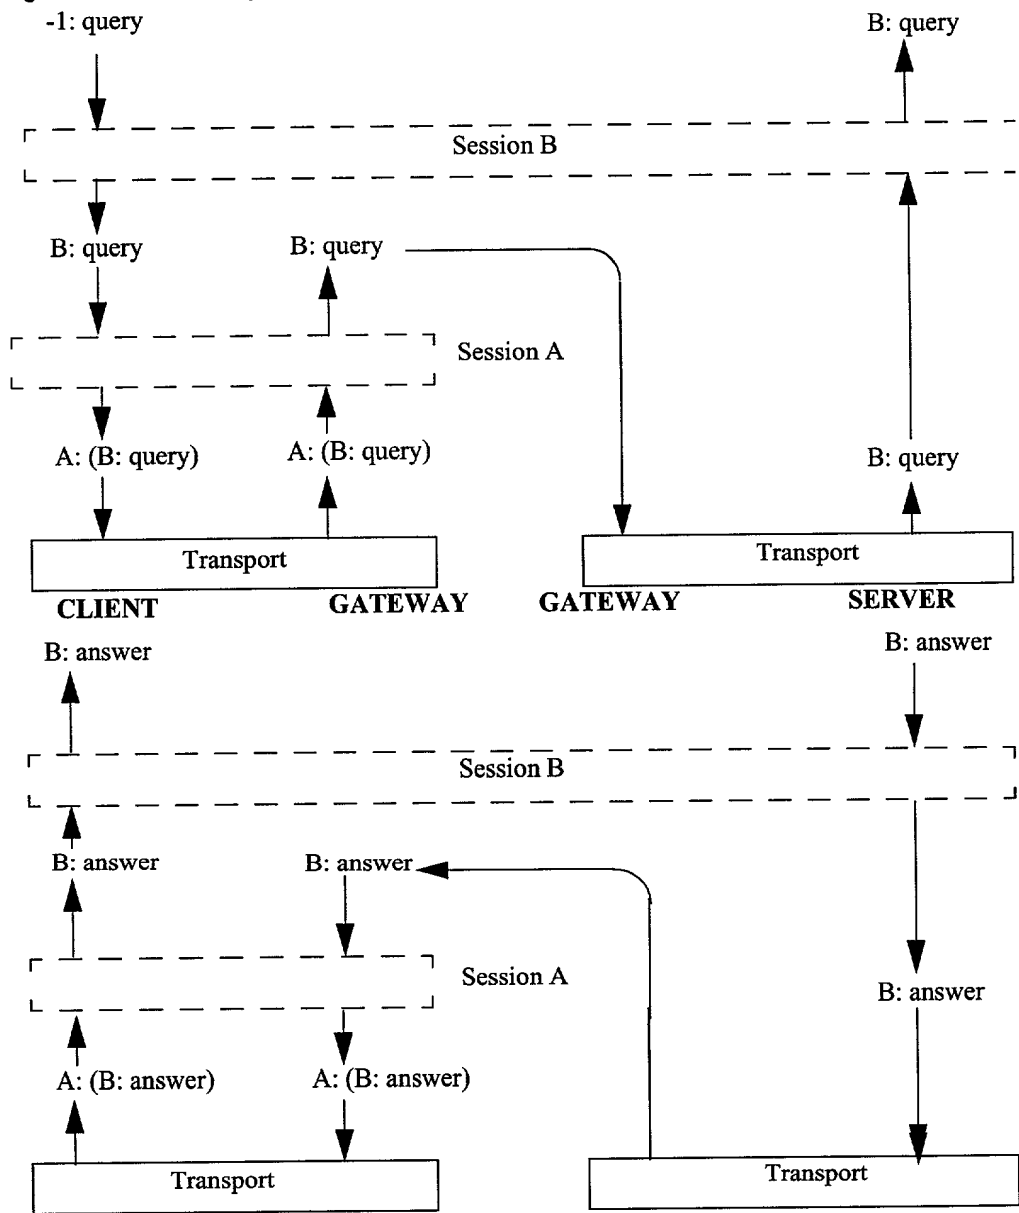 -1: query
B: query
Session B
B: query
B: query
Session A
A: (B: query)
A: (B: query)
B: query
Transport
Transport
CLIENT
GATEWAY
GATEWAY
SERVER
B: answer
B: answer
Session B
B: answer
B: answer
Session A
B: answer
A: (B: answer)
A: (B: answer)
Transport
Transport